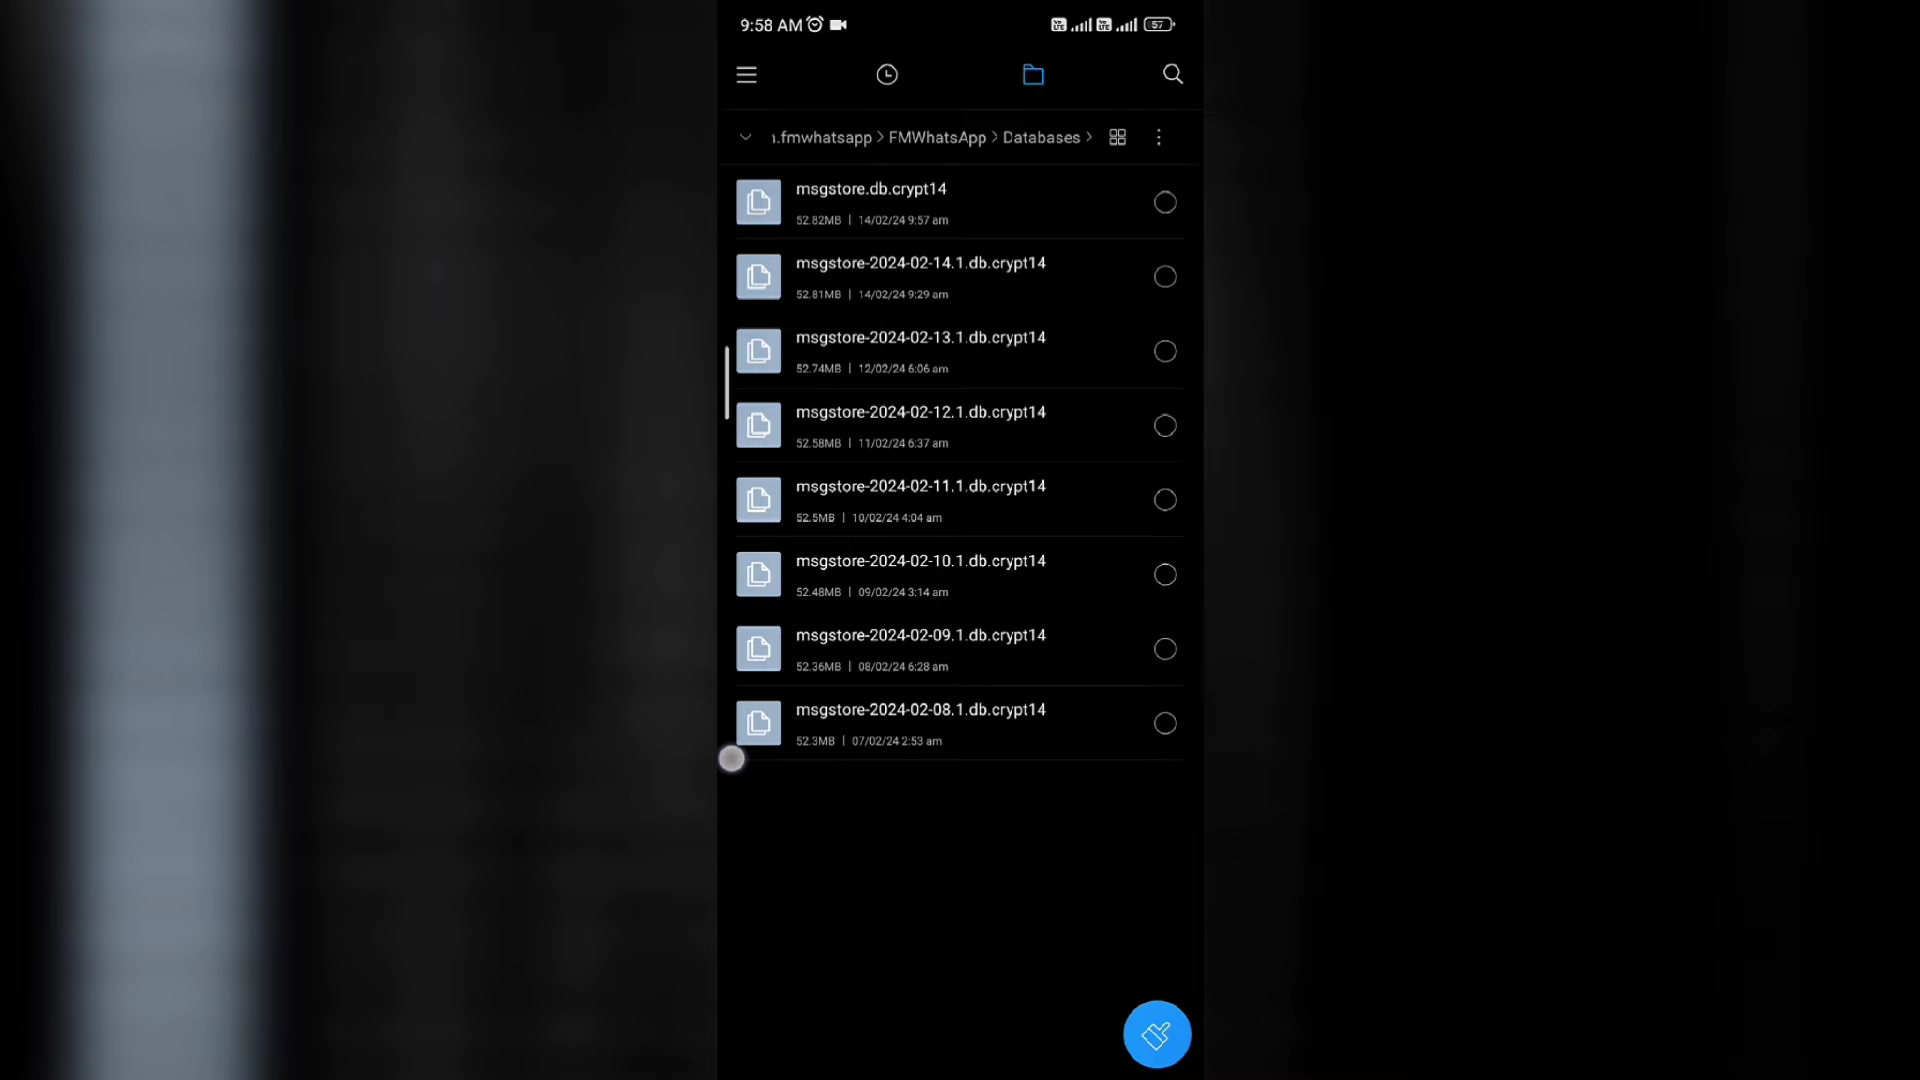 9:58 AM
57
ı.fmwhatsapp > FMWhatsApp > Databases >
msgstore.db.crypt14
52.82MB | 14/02/24 9:57 am
msgstore-2024-02-14.1.db.crypt14
52.81MB | 14/02/24 9:29 am
msgstore-2024-02-13.1.db.crypt14
52.74MB | 12/02/24 6:06 am
msgstore-2024-02-12.1.db.crypt14
52.58MB | 11/02/24 6:37 am
msgstore-2024-02-11.1.db.crypt14
52.5MB | 10/02/24 4:04 am
msgstore-2024-02-10.1.db.crypt14
52.48MB | 09/02/24 3:14 am
msgstore-2024-02-09.1.db.crypt14
52.36MB | 08/02/24 6:28 am
msgstore-2024-02-08.1.db.crypt14
52.3MB | 07/02/24 2:53 am